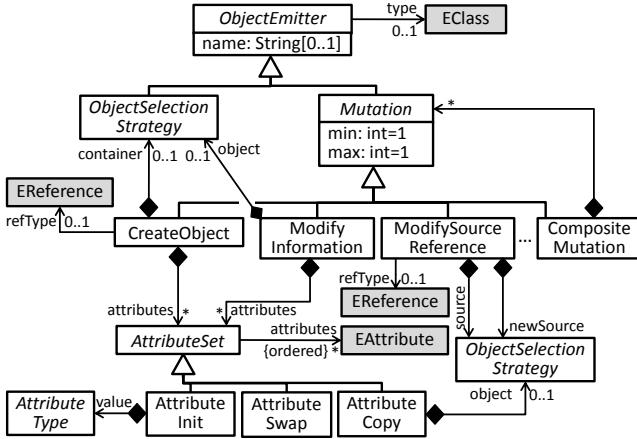 ObjectEmitter
name: String[0..1]
type
0..1
EClass
ObjectSelection
Strategy
Mutation
min: int=1
max: int=1
*
container
0..1
0..1
object
EReference
refType
0..1
CreateObject
Modify
Information
ModifySource
Reference
...
Composite
Mutation
refType
0..1
EReference
source
newSource
attributes
*
*
attributes
AttributeSet
attributes
{ordered}
*
EAttribute
ObjectSelection
Strategy
object
0..1
Attribute
Type
value
Attribute
Init
Attribute
Swap
Attribute
Copy